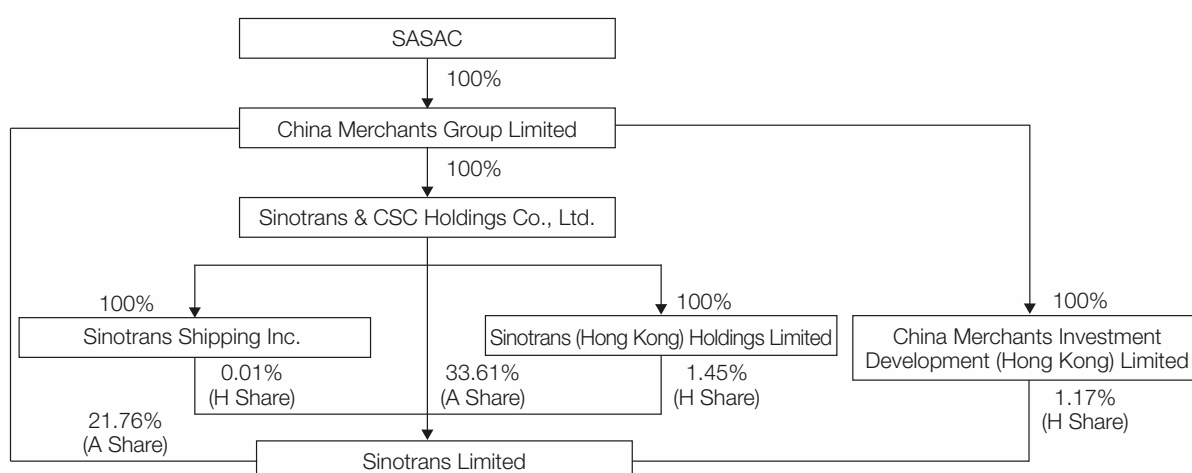 SASAC
100%
China Merchants Group Limited
100%
Sinotrans & CSC Holdings Co., Ltd.
100%
100%
100%
Sinotrans Shipping Inc.
Sinotrans (Hong Kong) Holdings Limited
China Merchants Investment
Development (Hong Kong) Limited
0.01%
(H Share)
33.61%
(A Share)
1.45%
(H Share)
1.17%
(H Share)
21.76%
(A Share)
Sinotrans Limited